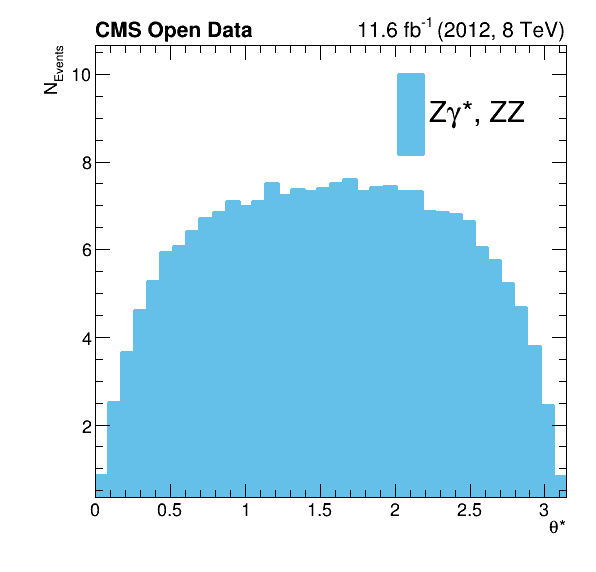 CMS Open Data 11.6 fb⁻¹ (2012, 8 TeV)
N_Events
10
8
6
4
2
Zγ*, ZZ
0 0.5 1 1.5 2 2.5 3
θ*